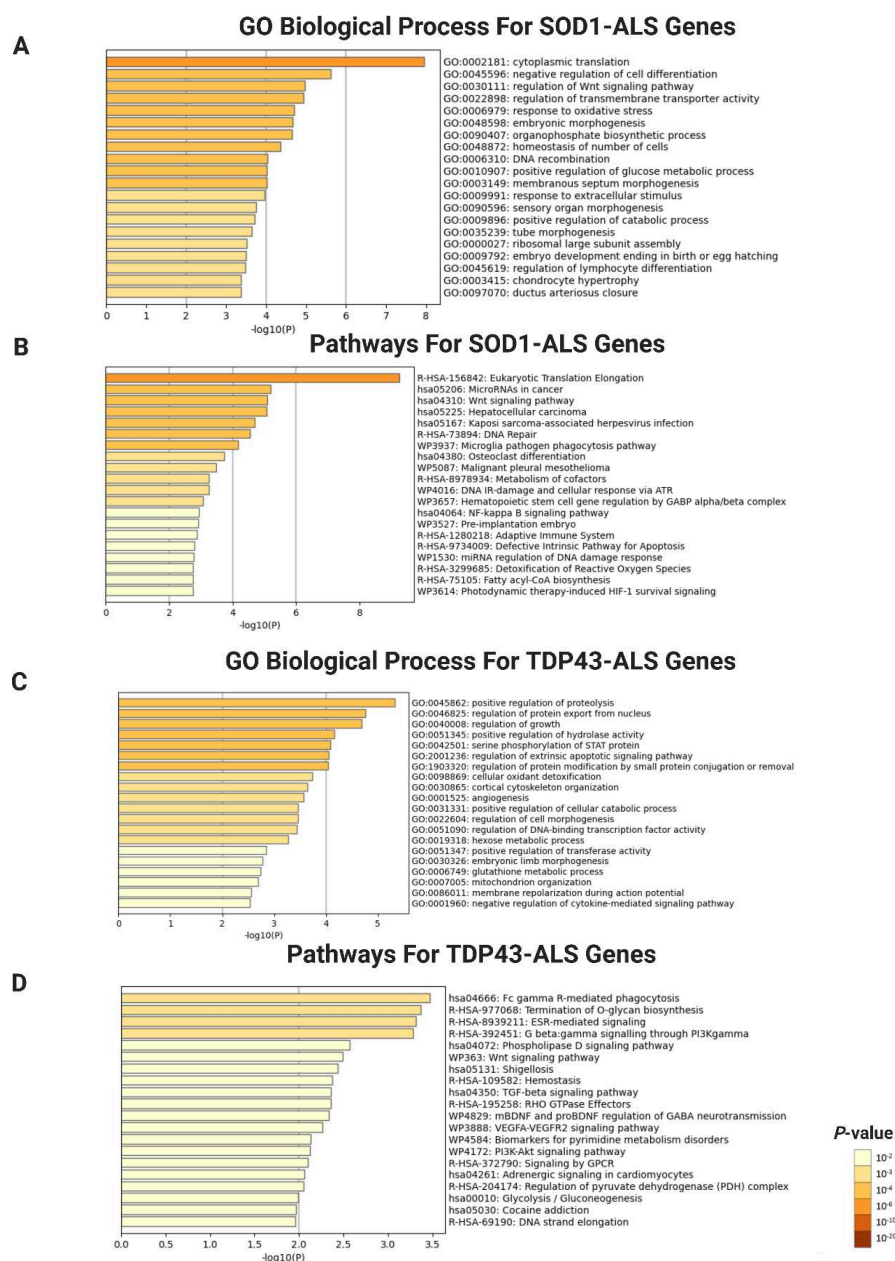 GO Biological Process For SOD1-ALS Genes
A
GO:0002181: cytoplasmic translation
GO:0045596: negative regulation of cell differentiation
GO:0030111: regulation of Wnt signaling pathway
GO:0022898: regulation of transmembrane transporter activity
GO:0006979: response to oxidative stress
GO:0048598: embryonic morphogenesis
GO:0090407: organophosphate biosynthetic process
GO:0048872: homeostasis of number of cells
GO:0006310: DNA recombination
GO:0010907: positive regulation of glucose metabolic process
GO:0003149: membranous septum morphogenesis
GO:0009991: response to extracellular stimulus
GO:0090596: sensory organ morphogenesis
GO:0009896: positive regulation of catabolic process
GO:0035239: tube morphogenesis
GO:0000027: ribosomal large subunit assembly
GO:0009792: embryo development ending in birth or egg hatching
GO:0045619: regulation of lymphocyte differentiation
GO:0003415: chondrocyte hypertrophy
GO:0097070: ductus arteriosus closure
0 1 2 3 4 5 6 7 8
-log10(P)
Pathways For SOD1-ALS Genes
B
R-HSA-156842: Eukaryotic Translation Elongation
hsa05206: MicroRNAs in cancer
hsa04310: Wnt signaling pathway
hsa05225: Hepatocellular carcinoma
hsa05167: Kaposi sarcoma-associated herpesvirus infection
R-HSA-73894: DNA Repair
WP3937: Microglia pathogen phagocytosis pathway
hsa04380: Osteoclast differentiation
WP5087: Malignant pleural mesothelioma
R-HSA-8978934: Metabolism of cofactors
WP4016: DNA IR-damage and cellular response via ATR
WP3657: Hematopoietic stem cell gene regulation by GABP alpha/beta complex
hsa04064: NF-kappa B signaling pathway
WP3527: Pre-implantation embryo
R-HSA-1280218: Adaptive Immune System
R-HSA-9734009: Defective Intrinsic Pathway for Apoptosis
WP1530: miRNA regulation of DNA damage response
R-HSA-3299685: Detoxification of Reactive Oxygen Species
R-HSA-75105: Fatty acyl-CoA biosynthesis
WP3614: Photodynamic therapy-induced HIF-1 survival signaling
0 2 4 6 8
-log10(P)
GO Biological Process For TDP43-ALS Genes
C
GO:0045862: positive regulation of proteolysis
GO:0046825: regulation of protein export from nucleus
GO:0040008: regulation of growth
GO:0051345: positive regulation of hydrolase activity
GO:0042501: serine phosphorylation of STAT protein
GO:2001236: regulation of extrinsic apoptotic signaling pathway
GO:1903320: regulation of protein modification by small protein conjugation or removal
GO:0098869: cellular oxidant detoxification
GO:0030865: cortical cytoskeleton organization
GO:0001525: angiogenesis
GO:0031331: positive regulation of cellular catabolic process
GO:0022604: regulation of cell morphogenesis
GO:0051090: regulation of DNA-binding transcription factor activity
GO:0019318: hexose metabolic process
GO:0051347: positive regulation of transferase activity
GO:0030326: embryonic limb morphogenesis
GO:0006749: glutathione metabolic process
GO:0007005: mitochondrion organization
GO:0086011: membrane repolarization during action potential
GO:0001960: negative regulation of cytokine-mediated signaling pathway
0 1 2 3 4 5
-log10(P)
Pathways For TDP43-ALS Genes
D
hsa04666: Fc gamma R-mediated phagocytosis
R-HSA-977068: Termination of O-glycan biosynthesis
R-HSA-8939211: ESR-mediated signaling
R-HSA-392451: G beta:gamma signalling through PI3Kgamma
hsa04072: Phospholipase D signaling pathway
WP363: Wnt signaling pathway
hsa05131: Shigellosis
R-HSA-109582: Hemostasis
hsa04350: TGF-beta signaling pathway
R-HSA-195258: RHO GTPase Effectors
WP4829: mBDNF and proBDNF regulation of GABA neurotransmission
WP3888: VEGFA-VEGFR2 signaling pathway
WP4584: Biomarkers for pyrimidine metabolism disorders
WP4172: PI3K-Akt signaling pathway
R-HSA-372790: Signaling by GPCR
hsa04261: Adrenergic signaling in cardiomyocytes
R-HSA-204174: Regulation of pyruvate dehydrogenase (PDH) complex
hsa00010: Glycolysis / Gluconeogenesis
hsa05030: Cocaine addiction
R-HSA-69190: DNA strand elongation
0.0 0.5 1.0 1.5 2.0 2.5 3.0 3.5
-log10(P)
P-value
10⁻²
10⁻³
10⁻⁴
10⁻⁶
10⁻¹⁰
10⁻²⁰